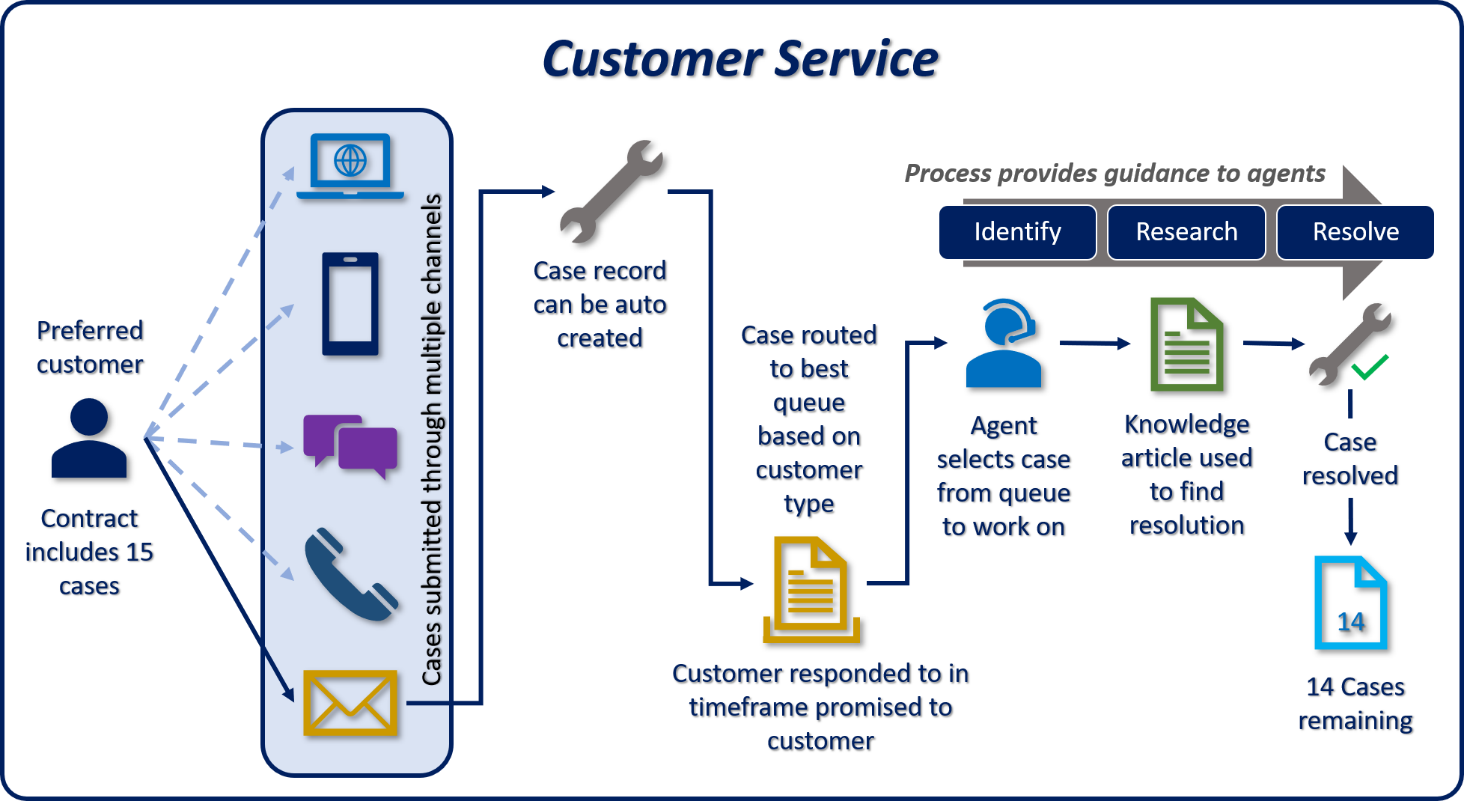 Customer Service
Preferred
customer
Contract
includes 15
cases
Cases submitted through multiple channels
Case record
can be auto
created
Case routed
to best
queue
based on
customer
type
Customer responded to in
timeframe promised to
customer
Process provides guidance to agents
Identify
Research
Resolve
Agent
selects case
from queue
to work on
Knowledge
article used
to find
resolution
Case
resolved
14
14 Cases
remaining